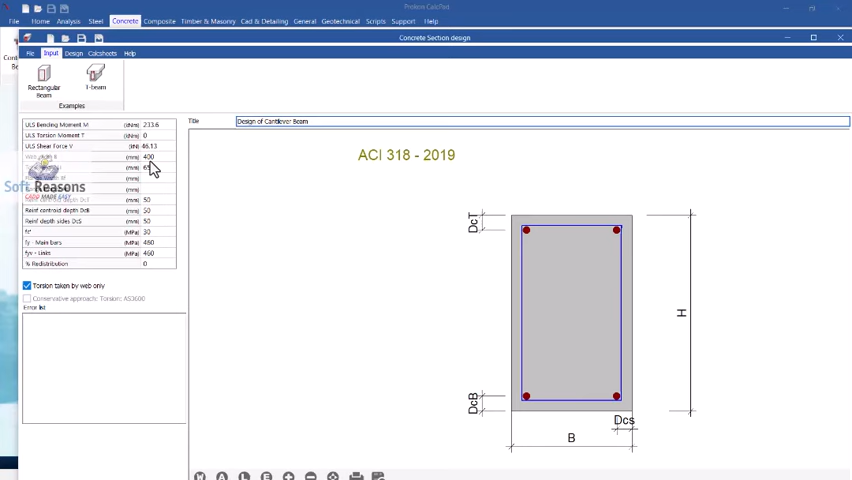 Prokon CalcPad
File Home Analysis Steel Concrete Composite Timber & Masonry Cad & Detailing General Geotechnical Scripts Support Help
Concrete Section design
File Input Design Calcsheets Help
Rectangular Beam
T-beam
Examples
Title Design of Cantilever Beam
ULS Bending Moment M (kNm) 233.6
ULS Torsion Moment T (kNm) 0
ULS Shear Force V (kN) 46.13
(mm) 400
(mm)
(mm)
(mm)
(mm) 50
Reinf centroid depth DcB (mm) 50
Reinf depth sides DcS (mm) 50
fc' (MPa) 30
fy - Main bars (MPa) 460
fyv - Links (MPa) 460
% Redistribution 0
Soft Reasons
CADD MADE EASY
Torsion taken by web only
Conservative approach: Torsion: AS3600
Error list
ACI 318 - 2019
DcT
H
DcB
Dcs
B